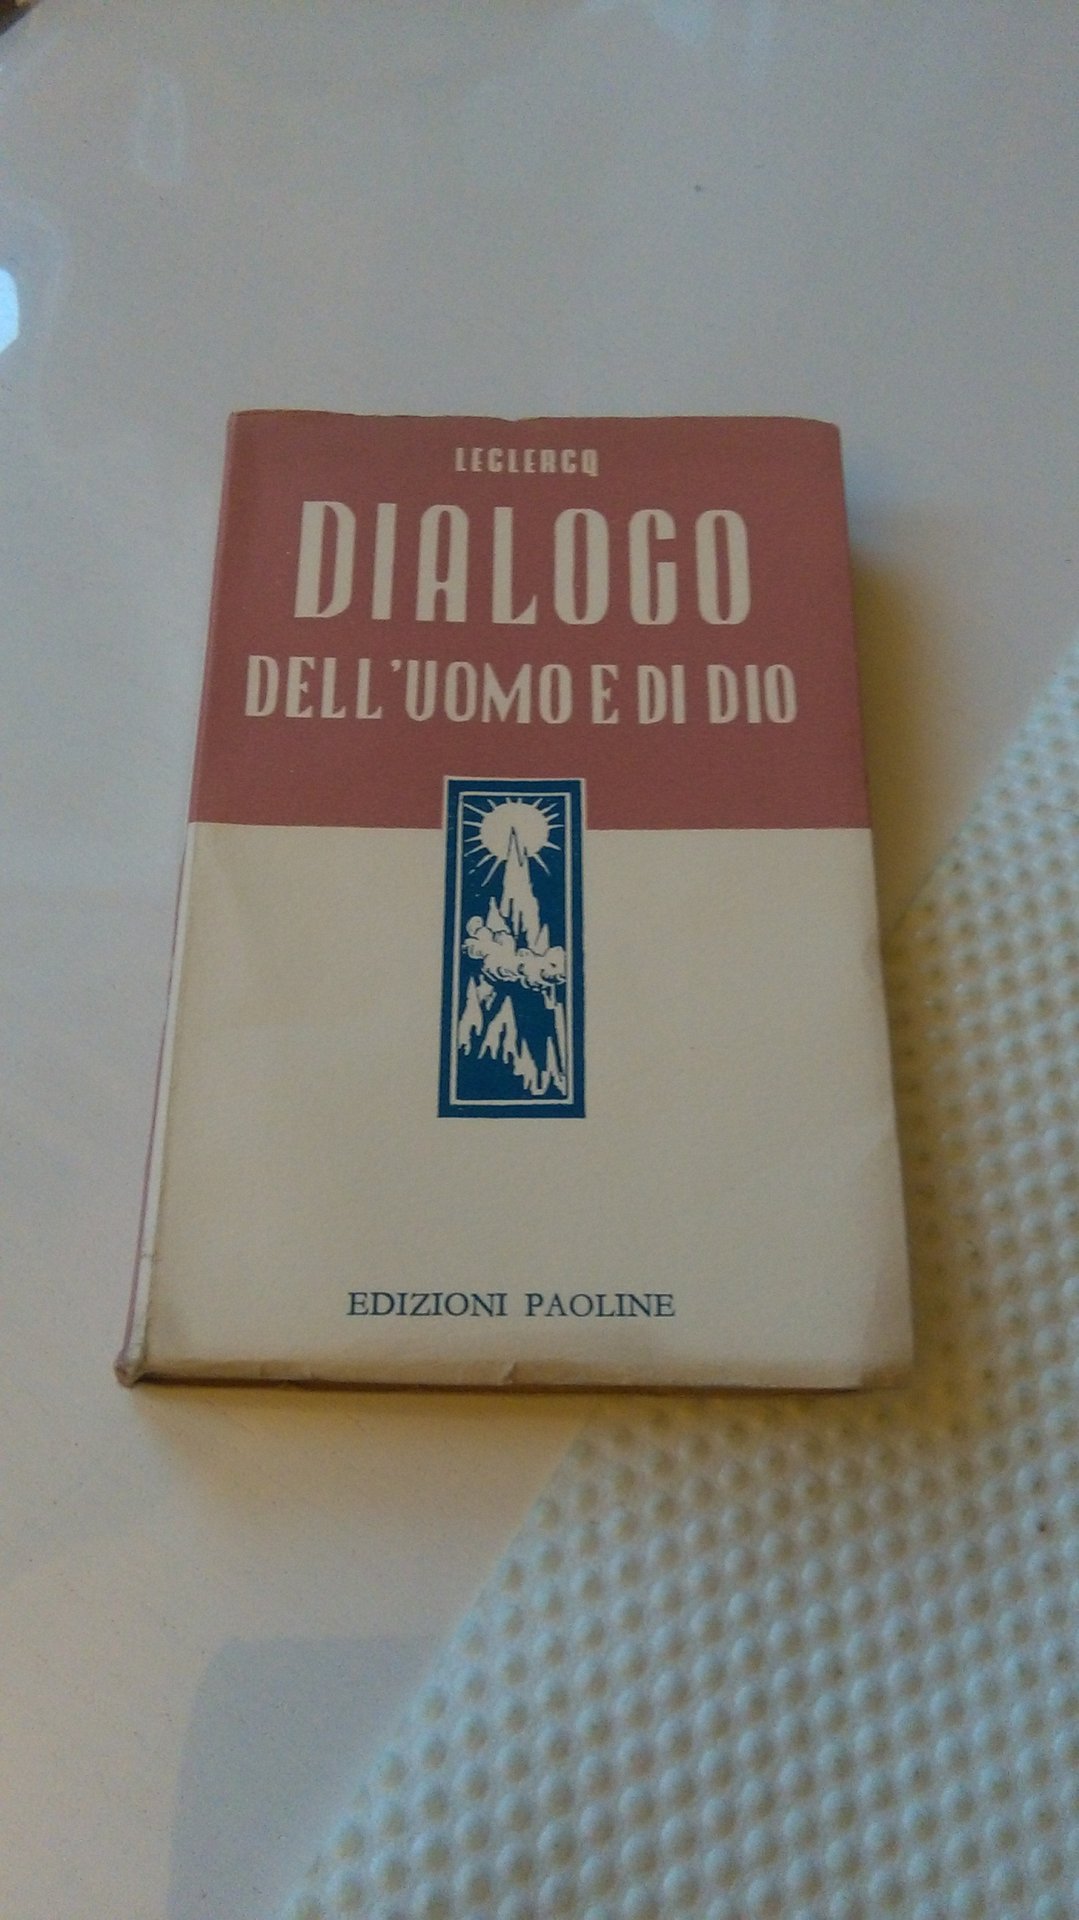 LECLERCQ
DIALOGO
DELL'UOMO E DI DIO
EDIZIONI PAOLINE